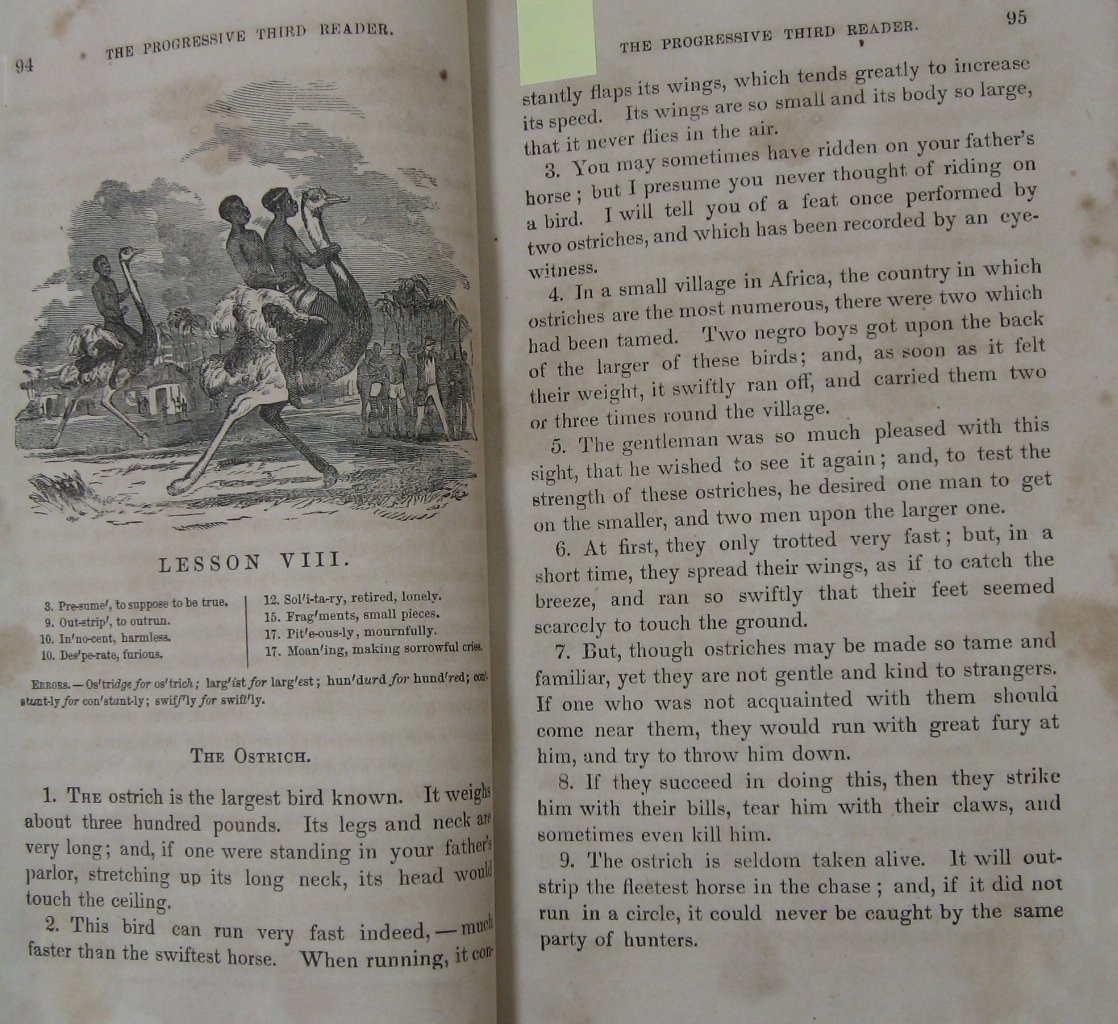 94
THE PROGRESSIVE THIRD READER.
LESSON VIII.
3. Pre-sume', to suppose to be true.
9. Out-strip', to outrun.
10. In'no-cent, harmless.
10. Des'pe-rate, furious.
12. Sol'i-ta-ry, retired, lonely.
15. Frag'ments, small pieces.
17. Pit'e-ous-ly, mournfully.
17. Moan'ing, making sorrowful cries.
ERRORS.—Os'tridge for os'trich; larg'ist for larg'est; hun'durd for hund'red; con'-
stunt-ly for con'stant-ly; swiff'ly for swift'ly.
THE OSTRICH.
1. THE ostrich is the largest bird known. It weighs
about three hundred pounds. Its legs and neck are
very long; and, if one were standing in your father's
parlor, stretching up its long neck, its head would
touch the ceiling.
2. This bird can run very fast indeed,—much
faster than the swiftest horse. When running, it con-
THE PROGRESSIVE THIRD READER.
95
stantly flaps its wings, which tends greatly to increase
its speed. Its wings are so small and its body so large,
that it never flies in the air.
3. You may sometimes have ridden on your father's
horse; but I presume you never thought of riding on
a bird. I will tell you of a feat once performed by
two ostriches, and which has been recorded by an eye-
witness.
4. In a small village in Africa, the country in which
ostriches are the most numerous, there were two which
had been tamed. Two negro boys got upon the back
of the larger of these birds; and, as soon as it felt
their weight, it swiftly ran off, and carried them two
or three times round the village.
5. The gentleman was so much pleased with this
sight, that he wished to see it again; and, to test the
strength of these ostriches, he desired one man to get
on the smaller, and two men upon the larger one.
6. At first, they only trotted very fast; but, in a
short time, they spread their wings, as if to catch the
breeze, and ran so swiftly that their feet seemed
scarcely to touch the ground.
7. But, though ostriches may be made so tame and
familiar, yet they are not gentle and kind to strangers.
If one who was not acquainted with them should
come near them, they would run with great fury at
him, and try to throw him down.
8. If they succeed in doing this, then they strike
him with their bills, tear him with their claws, and
sometimes even kill him.
9. The ostrich is seldom taken alive. It will out-
strip the fleetest horse in the chase; and, if it did not
run in a circle, it could never be caught by the same
party of hunters.